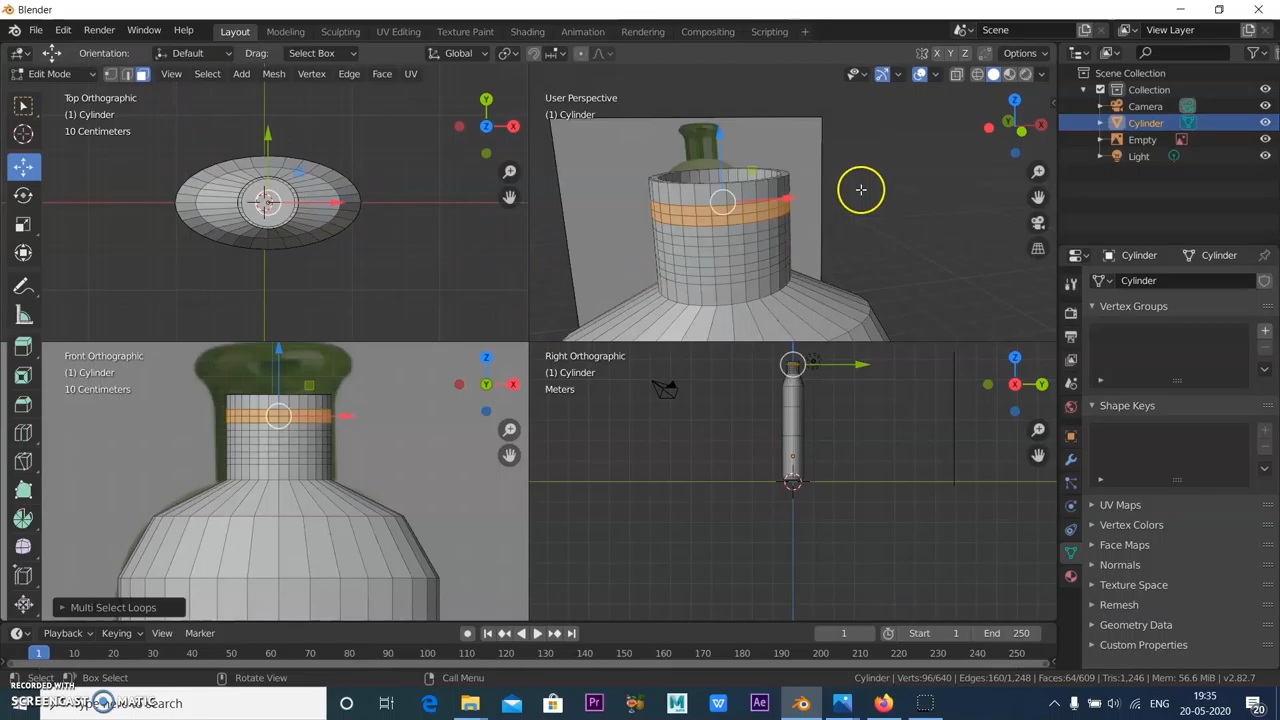 Blender
File Edit Render Window Help
Layout Modeling Sculpting UV Editing Texture Paint Shading Animation Rendering Compositing Scripting +
Scene
View Layer
Orientation: Default Drag: Select Box Global X Y Z Options
Edit Mode View Select Add Mesh Vertex Edge Face UV
Top Orthographic
(1) Cylinder
10 Centimeters
Y
Z
X
User Perspective
(1) Cylinder
Z
Y
X
Front Orthographic
(1) Cylinder
10 Centimeters
Z
Y
X
Right Orthographic
(1) Cylinder
Meters
Z
X
Y
Multi Select Loops
Scene Collection
Collection
Camera
Cylinder
Empty
Light
Cylinder Cylinder
Cylinder
Vertex Groups
Shape Keys
UV Maps
Vertex Colors
Face Maps
Normals
Texture Space
Remesh
Geometry Data
Custom Properties
Playback Keying View Marker 1 Start 1 End 250
1 10 20 30 40 50 60 70 80 90 100 110 120 130 140 150 160 170 180 190 200 210 220 230 240 250
Select Box Select Rotate View Call Menu Cylinder | Verts:96/640 | Edges:160/1,248 | Faces:64/609 | Tris:1,246 | Mem: 56.6 MiB | v2.82.7
RECORDED WITH
SCREENCAST MATIC
Pr W Ae
19:35
20-05-2020
20